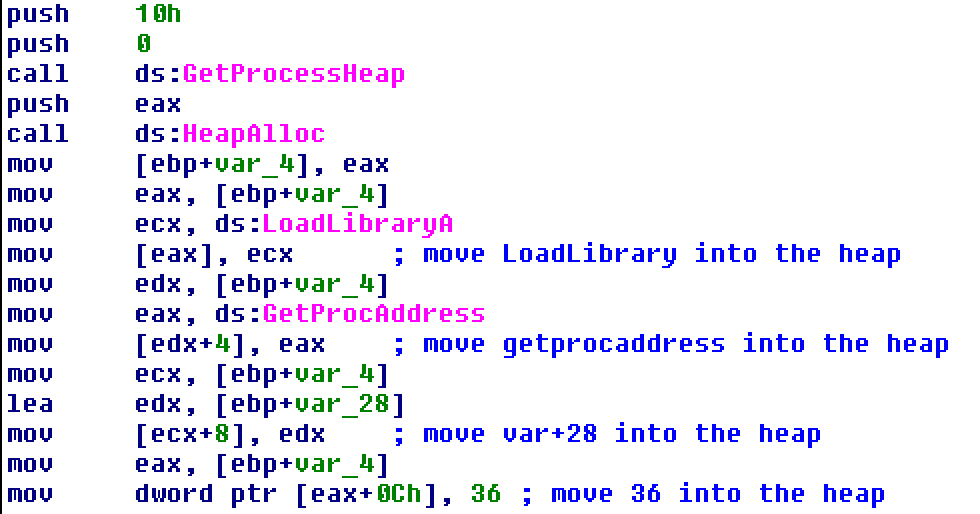 push 10h
push 0
call ds:GetProcessHeap
push eax
call ds:HeapAlloc
mov [ebp+var_4], eax
mov eax, [ebp+var_4]
mov ecx, ds:LoadLibraryA
mov [eax], ecx ; move LoadLibrary into the heap
mov edx, [ebp+var_4]
mov eax, ds:GetProcAddress
mov [edx+4], eax ; move getprocaddress into the heap
mov ecx, [ebp+var_4]
lea edx, [ebp+var_28]
mov [ecx+8], edx ; move var+28 into the heap
mov eax, [ebp+var_4]
mov dword ptr [eax+0Ch], 36 ; move 36 into the heap